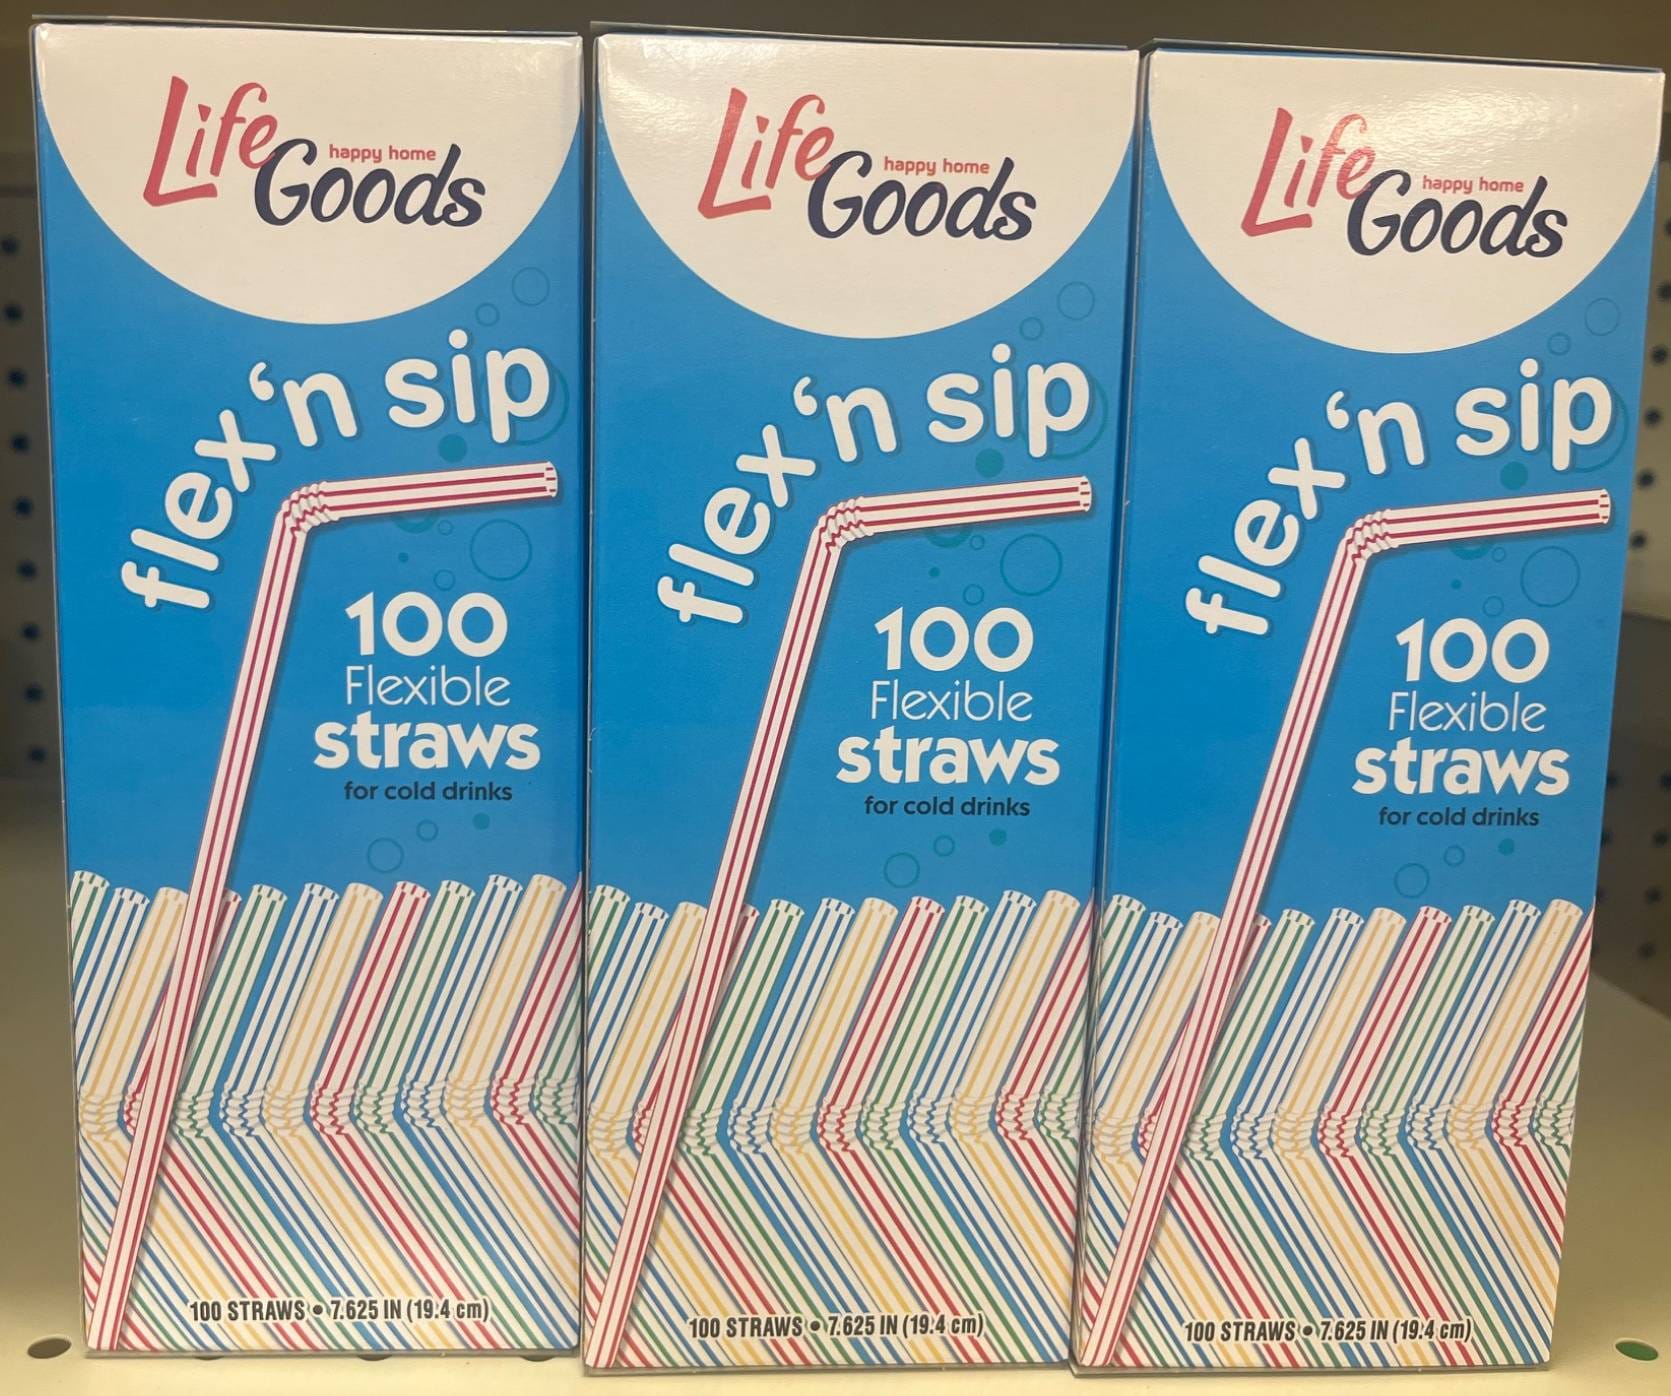 Life
happy home
Goods
flex 'n sip
100
Flexible
straws
for cold drinks
100 STRAWS • 7.625 IN (19.4 cm)
Life
happy home
Goods
flex 'n sip
100
Flexible
straws
for cold drinks
100 STRAWS • 7.625 IN (19.4 cm)
Life
happy home
Goods
flex 'n sip
100
Flexible
straws
for cold drinks
100 STRAWS • 7.625 IN (19.4 cm)